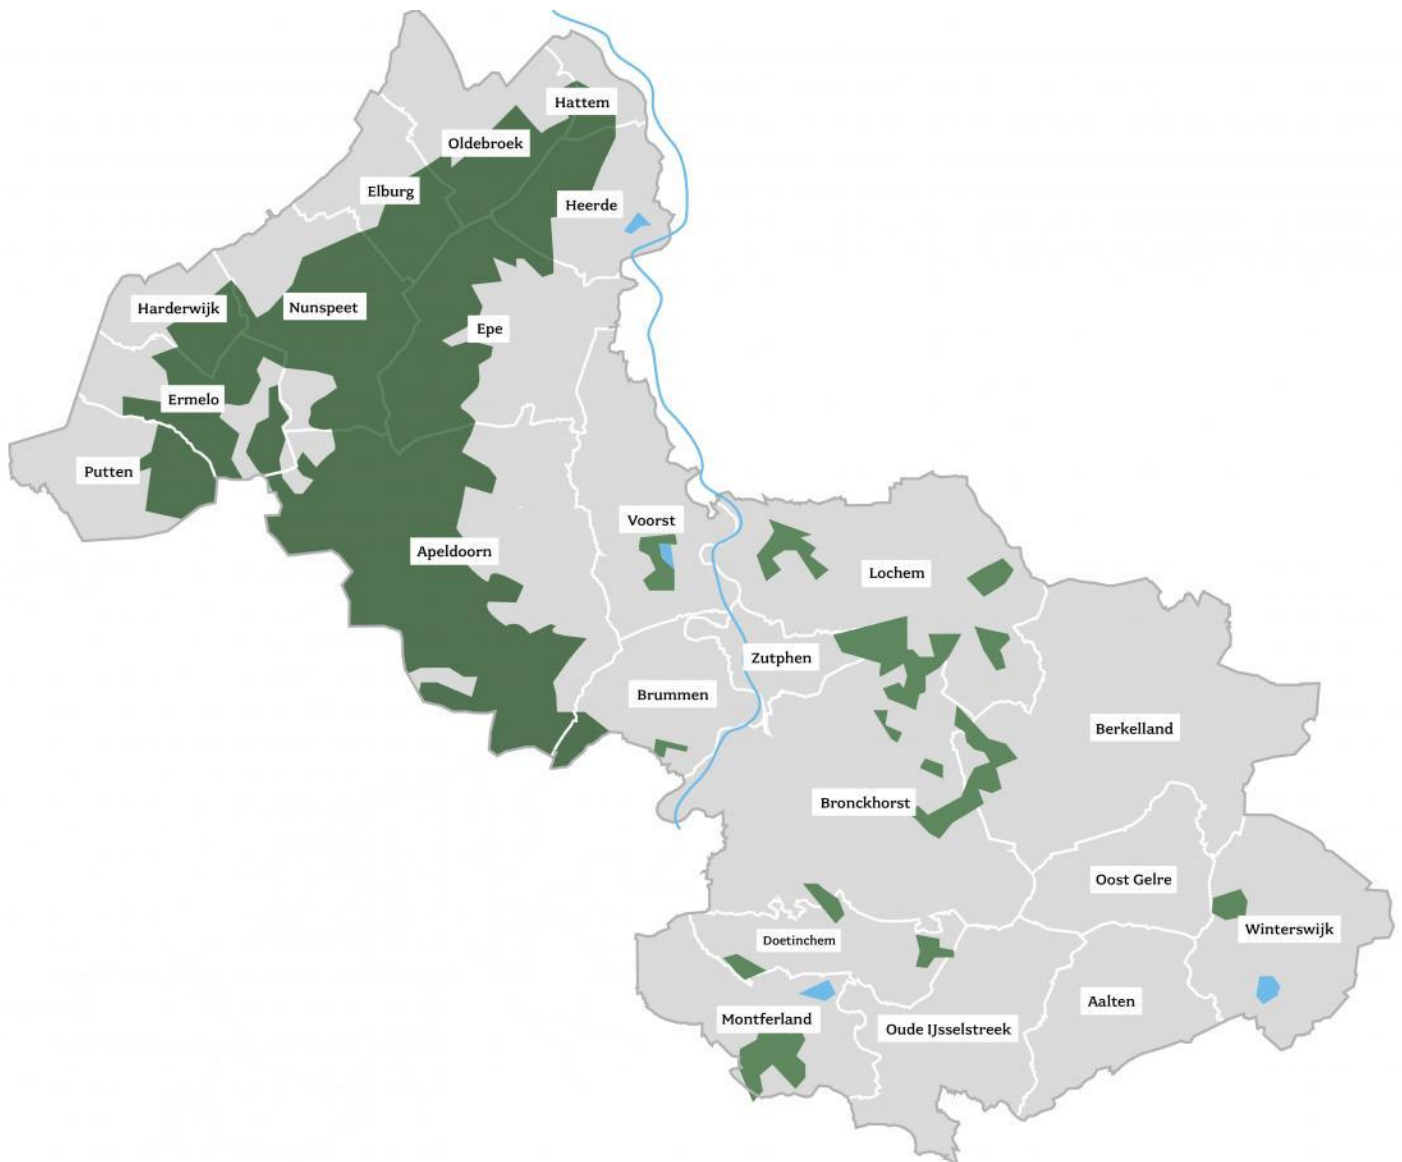 Hattem
Oldebroek
Elburg
Heerde
Harderwijk
Nunspeet
Epe
Ermelo
Putten
Voorst
Apeldoorn
Lochem
Zutphen
Brummen
Berkelland
Bronckhorst
Oost Gelre
Winterswijk
Doetinchem
Aalten
Montferland
Oude IJsselstreek